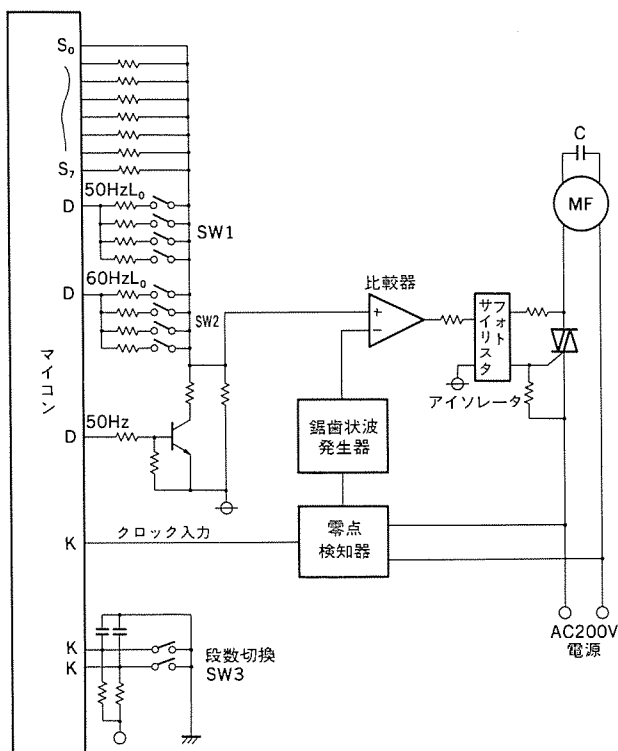 S₀
S₇
D
50HzL₀
SW1
D
60HzL₀
SW2
マイコン
D
50Hz
K
クロック入力
K
K
段数切換
SW3
比較器
+
−
鋸歯状波
発生器
零点
検知器
フォト
サイリスタ
アイソレータ
C
MF
AC200V
電源